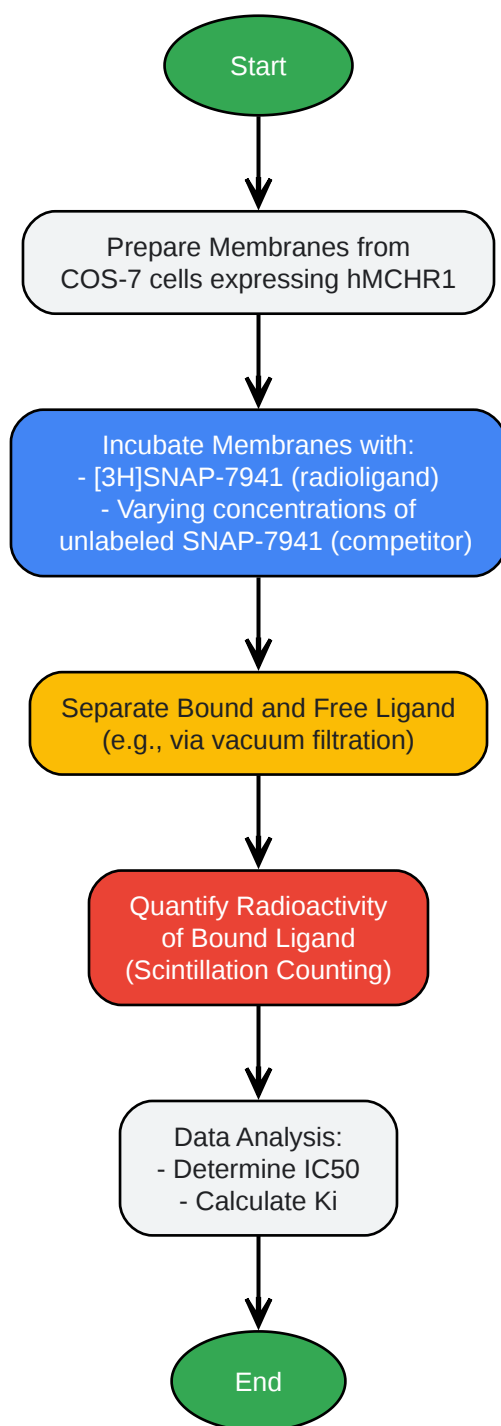 Start
Prepare Membranes from
COS-7 cells expressing hMCHR1
Incubate Membranes with:
- [3H]SNAP-7941 (radioligand)
- Varying concentrations of
unlabeled SNAP-7941 (competitor)
Separate Bound and Free Ligand
(e.g., via vacuum filtration)
Quantify Radioactivity
of Bound Ligand
(Scintillation Counting)
Data Analysis:
- Determine IC50
- Calculate Ki
End